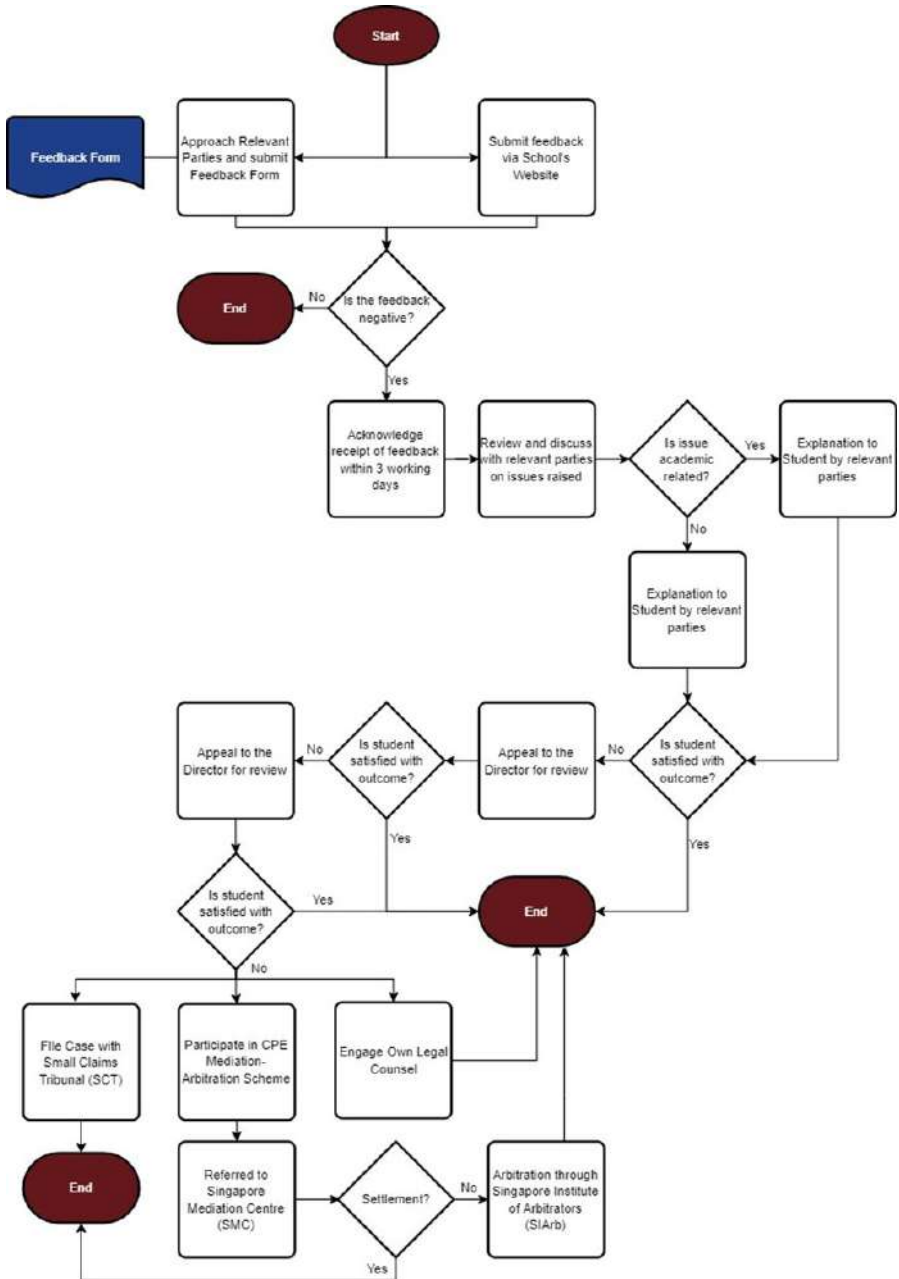 Start
Feedback Form
Approach Relevant
Parties and submit
Feedback Form
Submit feedback
via School's
Website
Is the feedback
negative?
No
End
Yes
Acknowledge
receipt of feedback
within 3 working
days
Review and discuss
with relevant parties
on issues raised
Is issue
academic
related?
Yes
Explanation to
Student by relevant
parties
No
Explanation to
Student by relevant
parties
Is student
satisfied with
outcome?
No
Appeal to the
Director for review
Is student
satisfied with
outcome?
No
Appeal to the
Director for review
Yes
Yes
Is student
satisfied with
outcome?
Yes
End
No
File Case with
Small Claims
Tribunal (SCT)
Participate in CPE
Mediation-
Arbitration Scheme
Engage Own Legal
Counsel
End
Referred to
Singapore
Mediation Centre
(SMC)
Settlement?
No
Arbitration through
Singapore Institute
of Arbitrators
(SIArb)
Yes